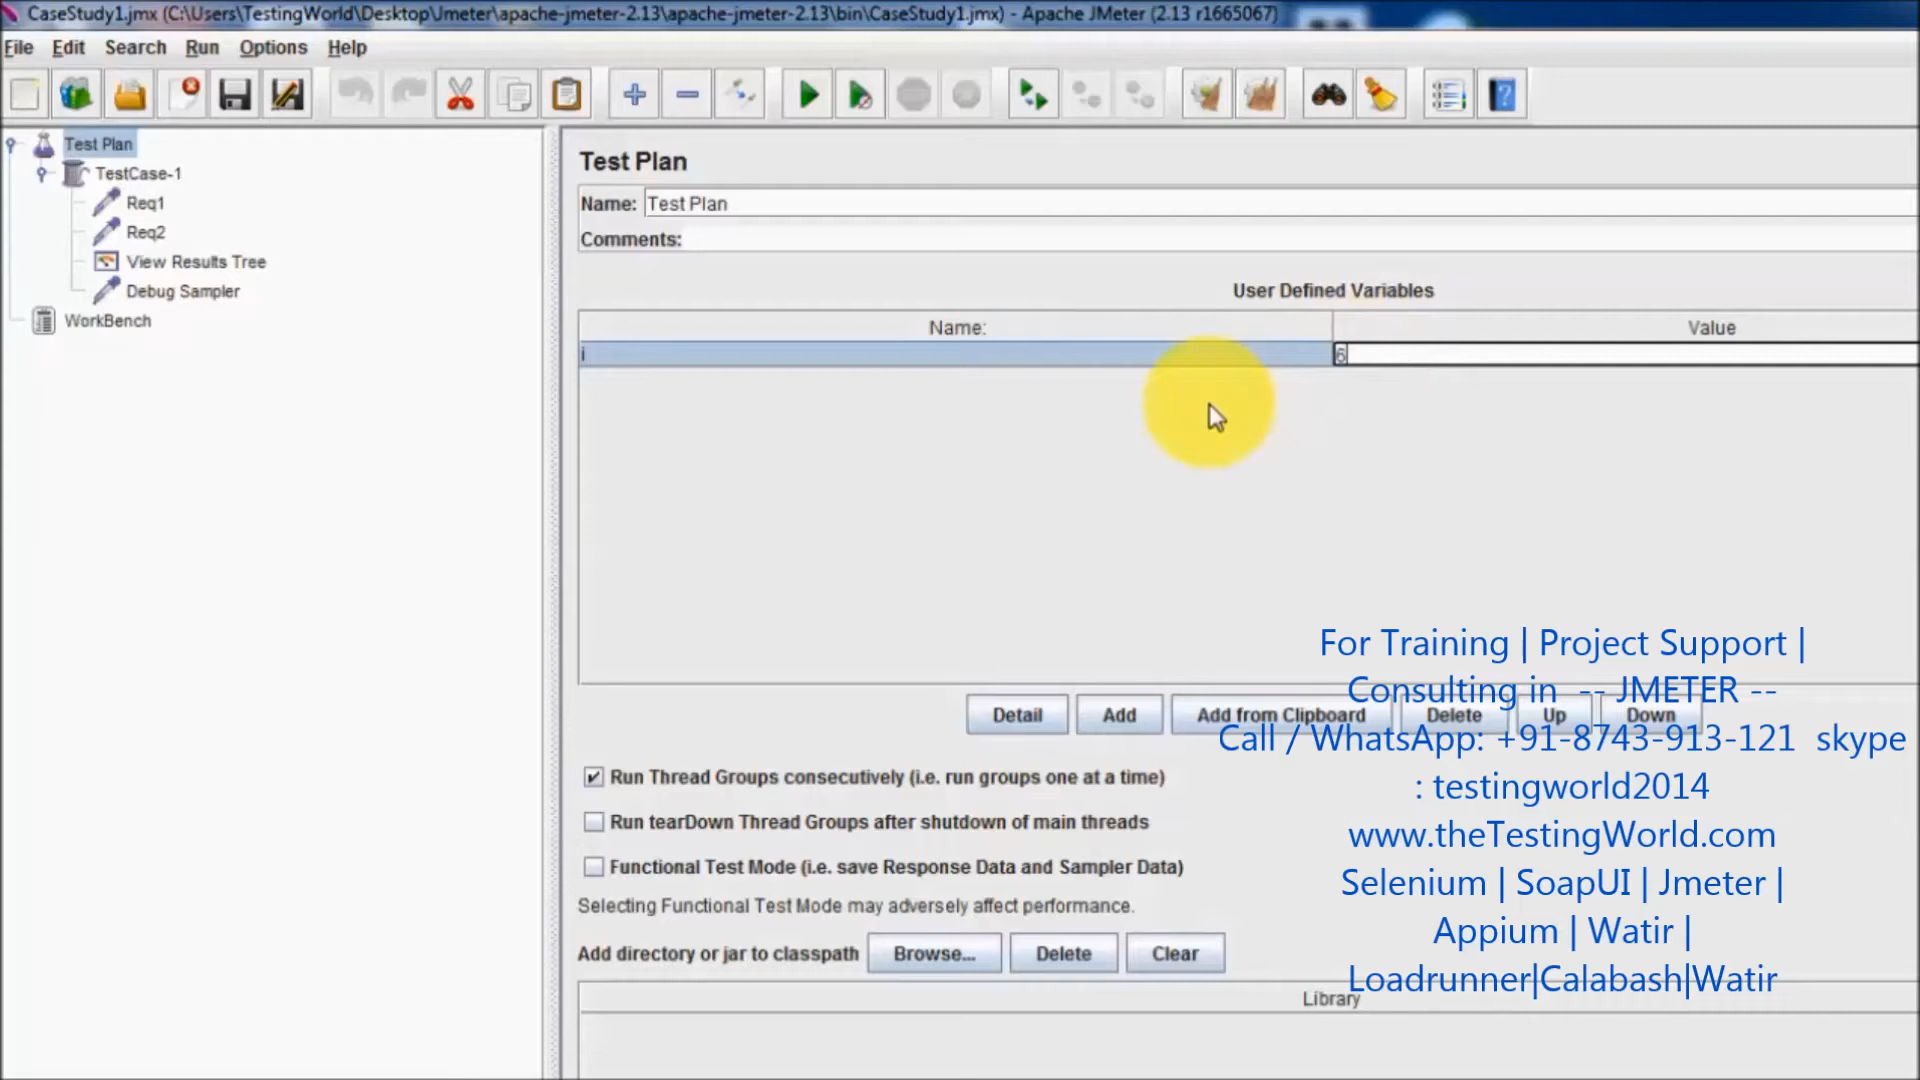 CaseStudy1.jmx (C:\Users\TestingWorld\Desktop\Jmeter\apache-jmeter-2.13\apache-jmeter-2.13\bin\CaseStudy1.jmx) - Apache JMeter (2.13 r1665067)
File Edit Search Run Options Help
Test Plan
TestCase-1
Req1
Req2
View Results Tree
Debug Sampler
WorkBench
Test Plan
Name: Test Plan
Comments:
User Defined Variables
Name: Value
i 6
Detail Add Add from Clipboard Delete Up Down
Run Thread Groups consecutively (i.e. run groups one at a time)
Run tearDown Thread Groups after shutdown of main threads
Functional Test Mode (i.e. save Response Data and Sampler Data)
Selecting Functional Test Mode may adversely affect performance.
Add directory or jar to classpath Browse... Delete Clear
Library
For Training | Project Support |
Consulting in -- JMETER --
Call / WhatsApp: +91-8743-913-121 skype
: testingworld2014
www.theTestingWorld.com
Selenium | SoapUI | Jmeter |
Appium | Watir |
Loadrunner|Calabash|Watir